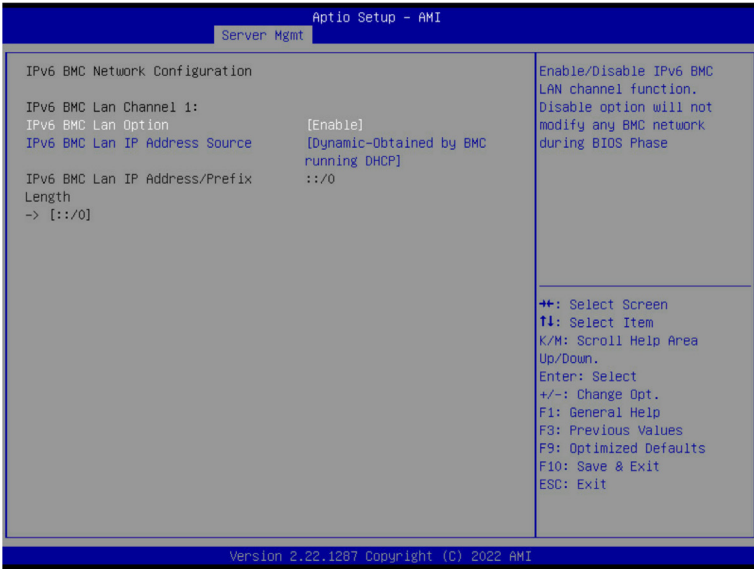 Aptio Setup – AMI
Server Mgmt
IPv6 BMC Network Configuration
IPv6 BMC Lan Channel 1:
IPv6 BMC Lan Option [Enable]
IPv6 BMC Lan IP Address Source [Dynamic-Obtained by BMC
running DHCP]
IPv6 BMC Lan IP Address/Prefix ::/0
Length
-> [::/0]
Enable/Disable IPv6 BMC
LAN channel function.
Disable option will not
modify any BMC network
during BIOS Phase
→←: Select Screen
↑↓: Select Item
K/M: Scroll Help Area
Up/Down.
Enter: Select
+/-: Change Opt.
F1: General Help
F3: Previous Values
F9: Optimized Defaults
F10: Save & Exit
ESC: Exit
Version 2.22.1287 Copyright (C) 2022 AMI